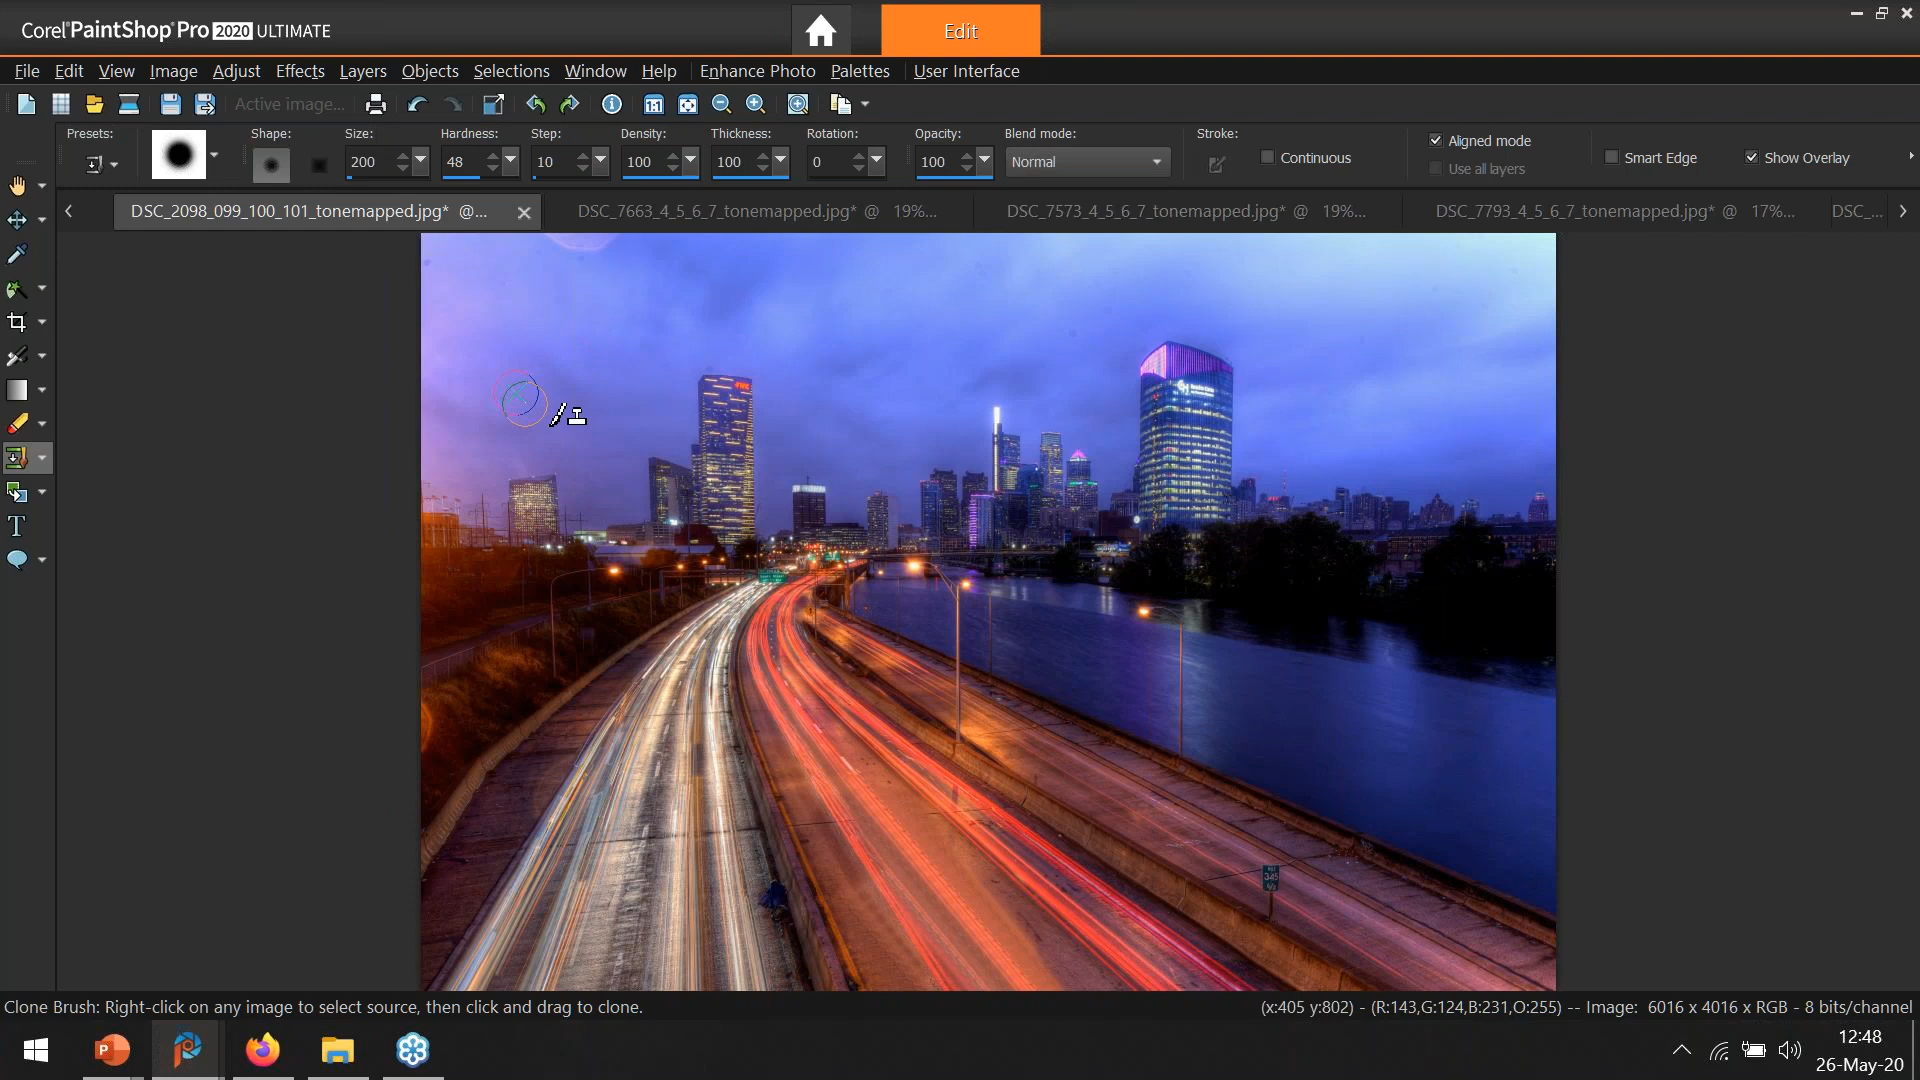 Corel PaintShop Pro 2020 ULTIMATE
Edit
File Edit View Image Adjust Effects Layers Objects Selections Window Help Enhance Photo Palettes User Interface
Active image...
Presets: Shape: Size: Hardness: Step: Density: Thickness: Rotation: Opacity: Blend mode: Stroke:
Aligned mode
200 48 10 100 100 0 100 Normal Continuous Smart Edge Show Overlay
Use all layers
DSC_2098_099_100_101_tonemapped.jpg* @... DSC_7663_4_5_6_7_tonemapped.jpg* @ 19%... DSC_7573_4_5_6_7_tonemapped.jpg* @ 19%... DSC_7793_4_5_6_7_tonemapped.jpg* @ 17%... DSC_...
345
Clone Brush: Right-click on any image to select source, then click and drag to clone. (x:405 y:802) - (R:143,G:124,B:231,O:255) -- Image: 6016 x 4016 x RGB - 8 bits/channel
12:48
26-May-20